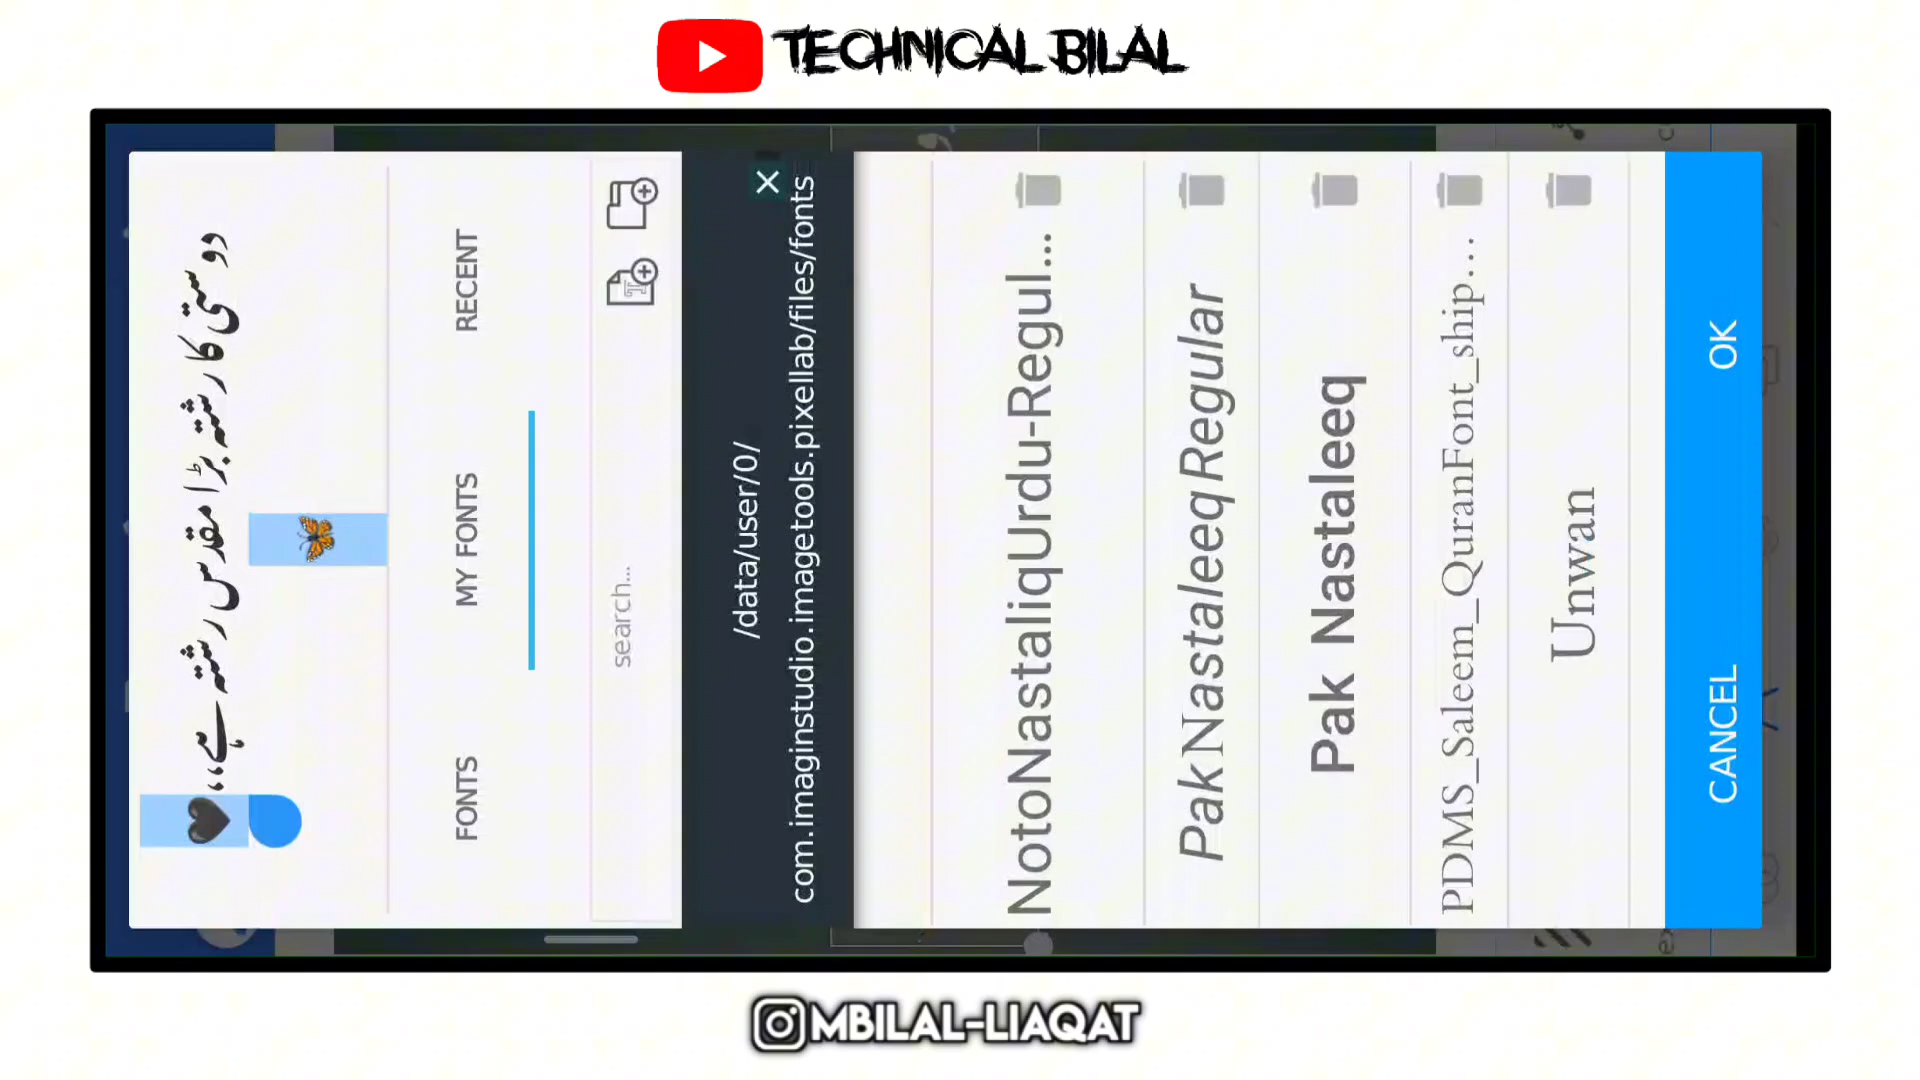 TECHNICAL BILAL
دوستی کا رشتہ بڑا مقدس رشتہ ہے،،🖤
🦋
FONTS
MY FONTS
RECENT
search...
/data/user/0/
com.imaginstudio.imagetools.pixellab/files/fonts
NotoNastaliqUrdu-Regul...
PakNastaleeqRegular
Pak Nastaleeq
PDMS_Saleem_QuranFont_ship...
Unwan
CANCEL
OK
MBILAL-LIAQAT